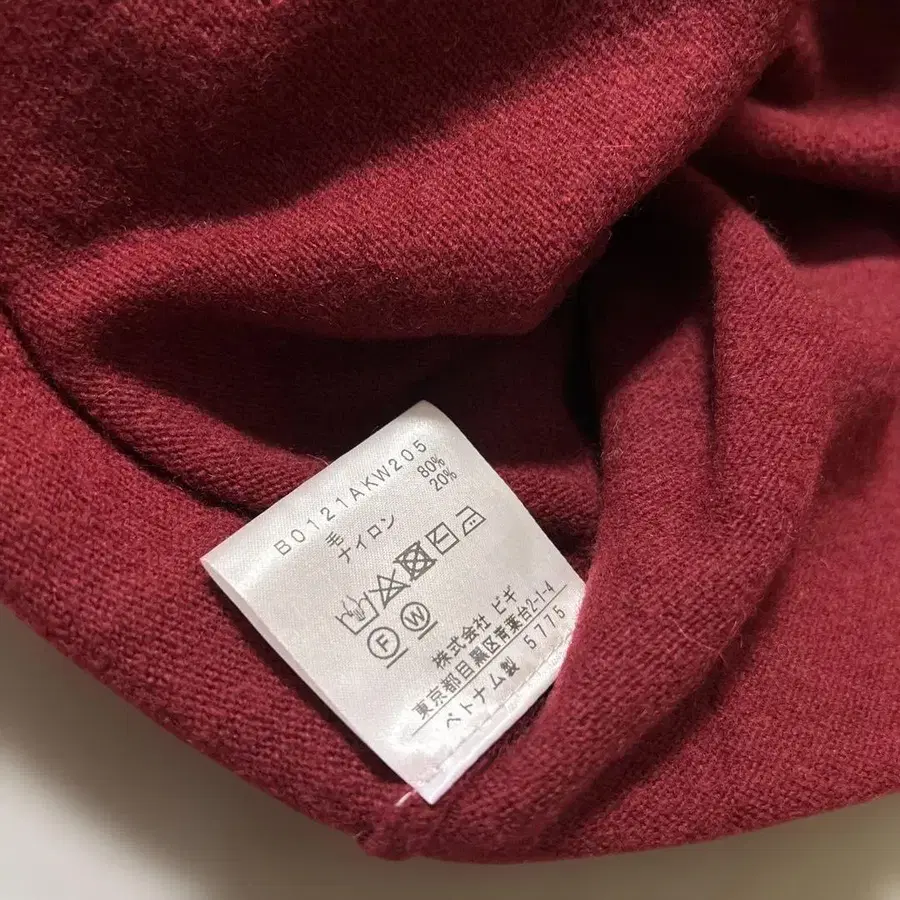 B0121AKW205
毛 80%
ナイロン 20%
F W
株式会社 ビギ
東京都目黒区青葉台2-1-4
ベトナム製 5775